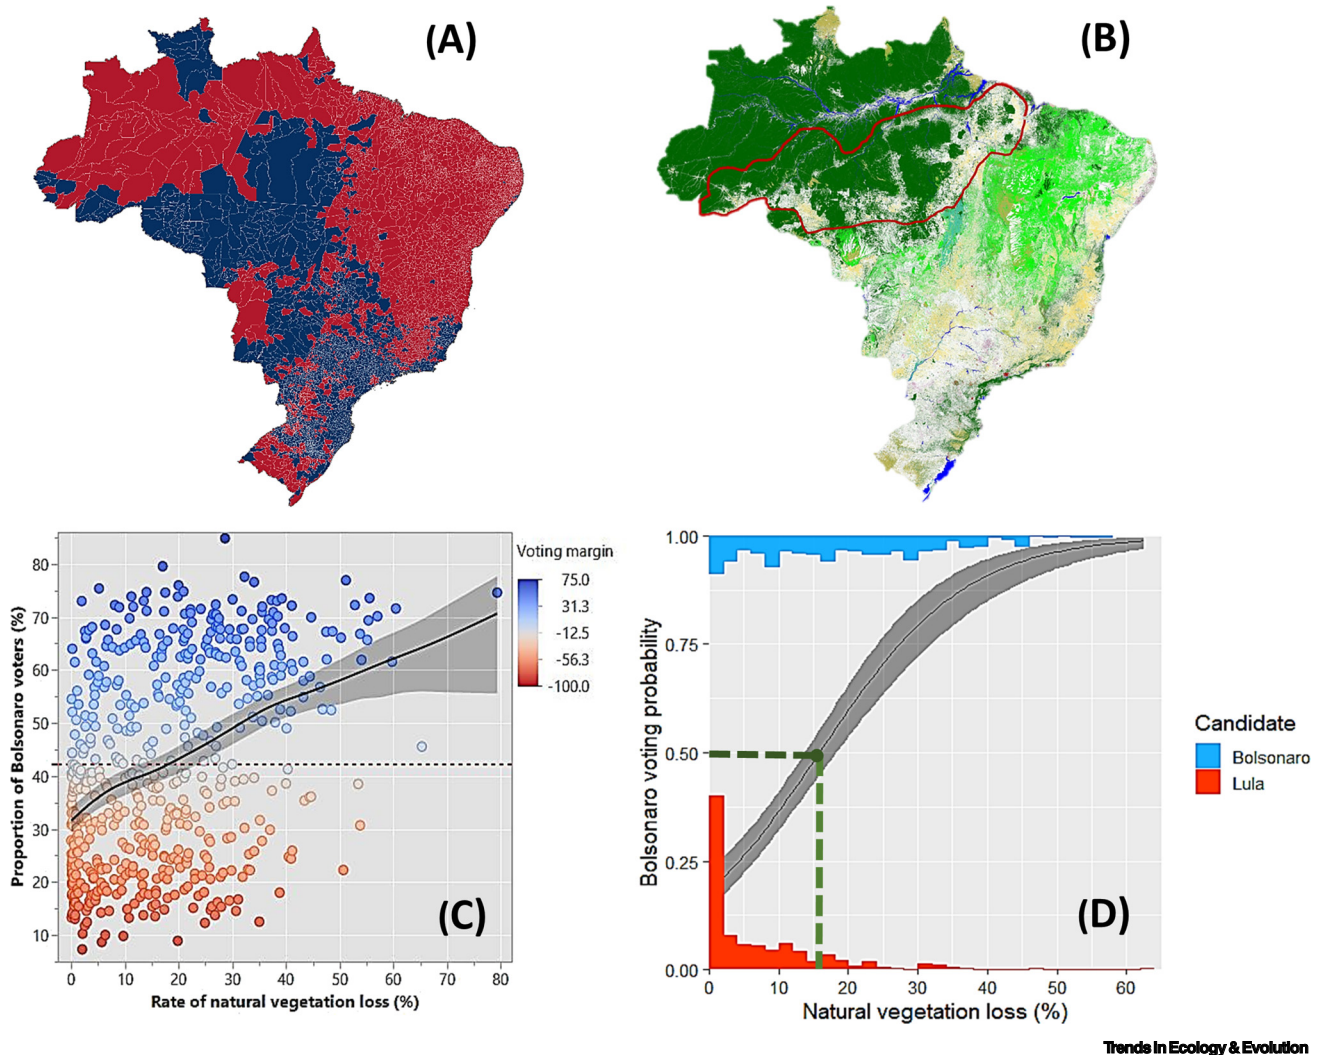 (A)
(B)
Proportion of Bolsonaro voters (%)
80
70
60
50
40
30
20
10
0 10 20 30 40 50 60 70 80
Rate of natural vegetation loss (%)
(C)
Voting margin
75.0
31.3
-12.5
-56.3
-100.0
Bolsonaro voting probability
1.00
0.75
0.50
0.25
0.00
0 10 20 30 40 50 60
Natural vegetation loss (%)
(D)
Candidate
Bolsonaro
Lula
Trends in Ecology & Evolution